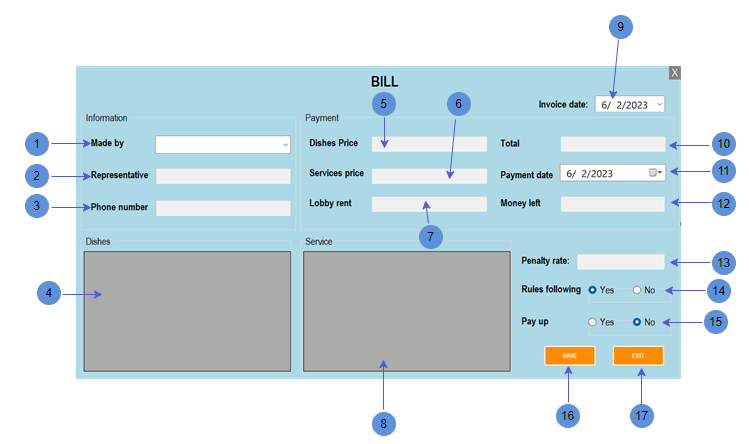 9
X
BILL
Invoice date: 6/ 2/2023
5
6
Information
Payment
1 Made by
Dishes Price
Total
10
2 Representative
Services price
Payment date 6/ 2/2023
11
3 Phone number
Lobby rent
Money left
12
7
Dishes
Service
4
Penalty rate:
13
Rules following Yes No
14
Pay up Yes No
15
SAVE
EXIT
8
16
17